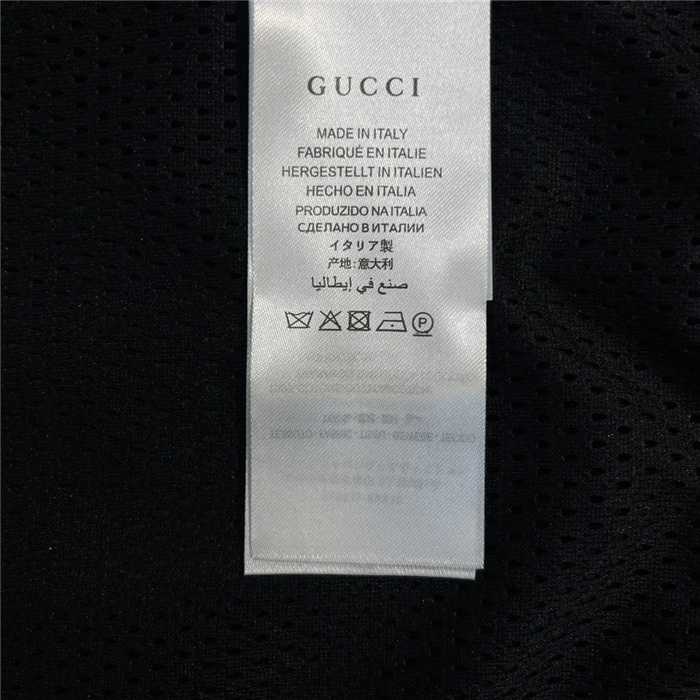 GUCCI
MADE IN ITALY
FABRIQUÉ EN ITALIE
HERGESTELLT IN ITALIEN
HECHO EN ITALIA
PRODUZIDO NA ITALIA
СДЕЛАНО В ИТАЛИИ
イタリア製
产地:意大利
صنع في إيطاليا
P